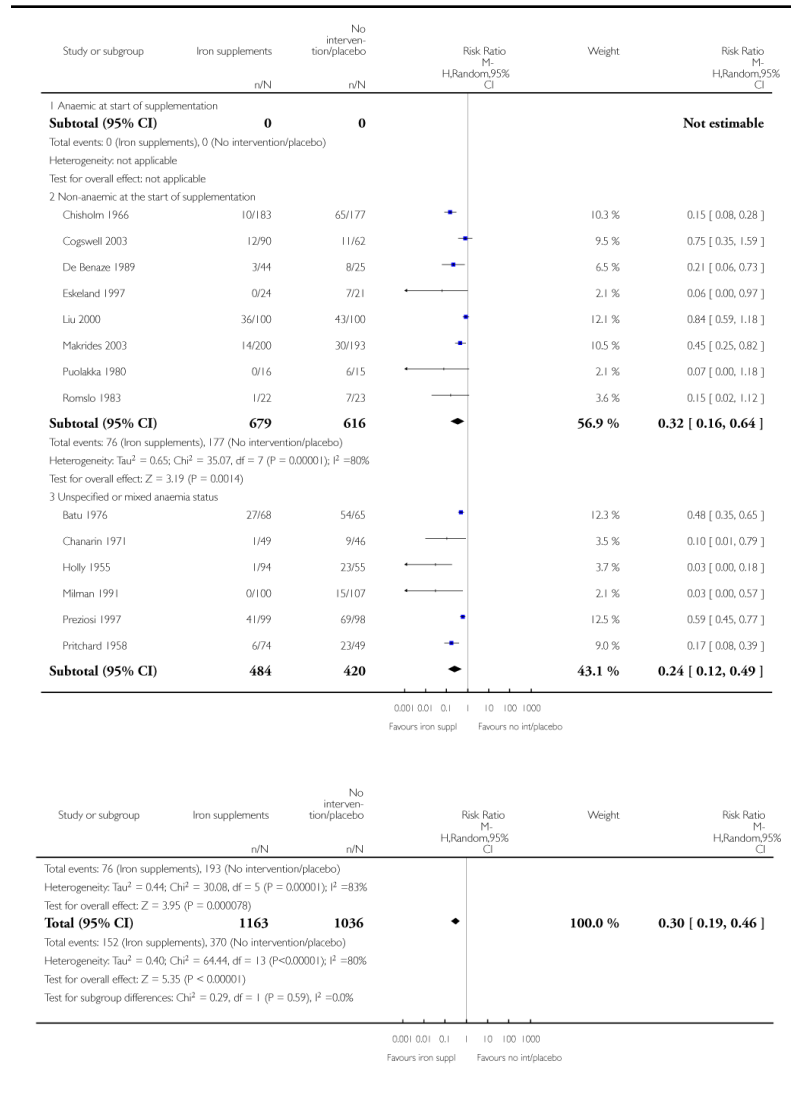 Study or subgroup Iron supplements No interven-tion/placebo Risk Ratio Weight Risk Ratio
M-H,Random,95% CI M-H,Random,95% CI
n/N n/N
1 Anaemic at start of supplementation
Subtotal (95% CI) 0 0 Not estimable
Total events: 0 (Iron supplements), 0 (No intervention/placebo)
Heterogeneity: not applicable
Test for overall effect: not applicable
2 Non-anaemic at the start of supplementation
Chisholm 1966 10/183 65/177 10.3 % 0.15 [ 0.08, 0.28 ]
Cogswell 2003 12/90 11/62 9.5 % 0.75 [ 0.35, 1.59 ]
De Benaze 1989 3/44 8/25 6.5 % 0.21 [ 0.06, 0.73 ]
Eskeland 1997 0/24 7/21 2.1 % 0.06 [ 0.00, 0.97 ]
Liu 2000 36/100 43/100 12.1 % 0.84 [ 0.59, 1.18 ]
Makrides 2003 14/200 30/193 10.5 % 0.45 [ 0.25, 0.82 ]
Puolakka 1980 0/16 6/15 2.1 % 0.07 [ 0.00, 1.18 ]
Romslo 1983 1/22 7/23 3.6 % 0.15 [ 0.02, 1.12 ]
Subtotal (95% CI) 679 616 56.9 % 0.32 [ 0.16, 0.64 ]
Total events: 76 (Iron supplements), 177 (No intervention/placebo)
Heterogeneity: Tau² = 0.65; Chi² = 35.07, df = 7 (P = 0.00001); I² =80%
Test for overall effect: Z = 3.19 (P = 0.0014)
3 Unspecified or mixed anaemia status
Batu 1976 27/68 54/65 12.3 % 0.48 [ 0.35, 0.65 ]
Chanarin 1971 1/49 9/46 3.5 % 0.10 [ 0.01, 0.79 ]
Holly 1955 1/94 23/55 3.7 % 0.03 [ 0.00, 0.18 ]
Milman 1991 0/100 15/107 2.1 % 0.03 [ 0.00, 0.57 ]
Preziosi 1997 41/99 69/98 12.5 % 0.59 [ 0.45, 0.77 ]
Pritchard 1958 6/74 23/49 9.0 % 0.17 [ 0.08, 0.39 ]
Subtotal (95% CI) 484 420 43.1 % 0.24 [ 0.12, 0.49 ]
0.001 0.01 0.1 1 10 100 1000
Favours iron suppl Favours no int/placebo
Study or subgroup Iron supplements No interven-tion/placebo Risk Ratio Weight Risk Ratio
M-H,Random,95% CI M-H,Random,95% CI
n/N n/N
Total events: 76 (Iron supplements), 193 (No intervention/placebo)
Heterogeneity: Tau² = 0.44; Chi² = 30.08, df = 5 (P = 0.00001); I² =83%
Test for overall effect: Z = 3.95 (P = 0.000078)
Total (95% CI) 1163 1036 100.0 % 0.30 [ 0.19, 0.46 ]
Total events: 152 (Iron supplements), 370 (No intervention/placebo)
Heterogeneity: Tau² = 0.40; Chi² = 64.44, df = 13 (P<0.00001); I² =80%
Test for overall effect: Z = 5.35 (P < 0.00001)
Test for subgroup differences: Chi² = 0.29, df = 1 (P = 0.59), I² =0.0%
0.001 0.01 0.1 1 10 100 1000
Favours iron suppl Favours no int/placebo